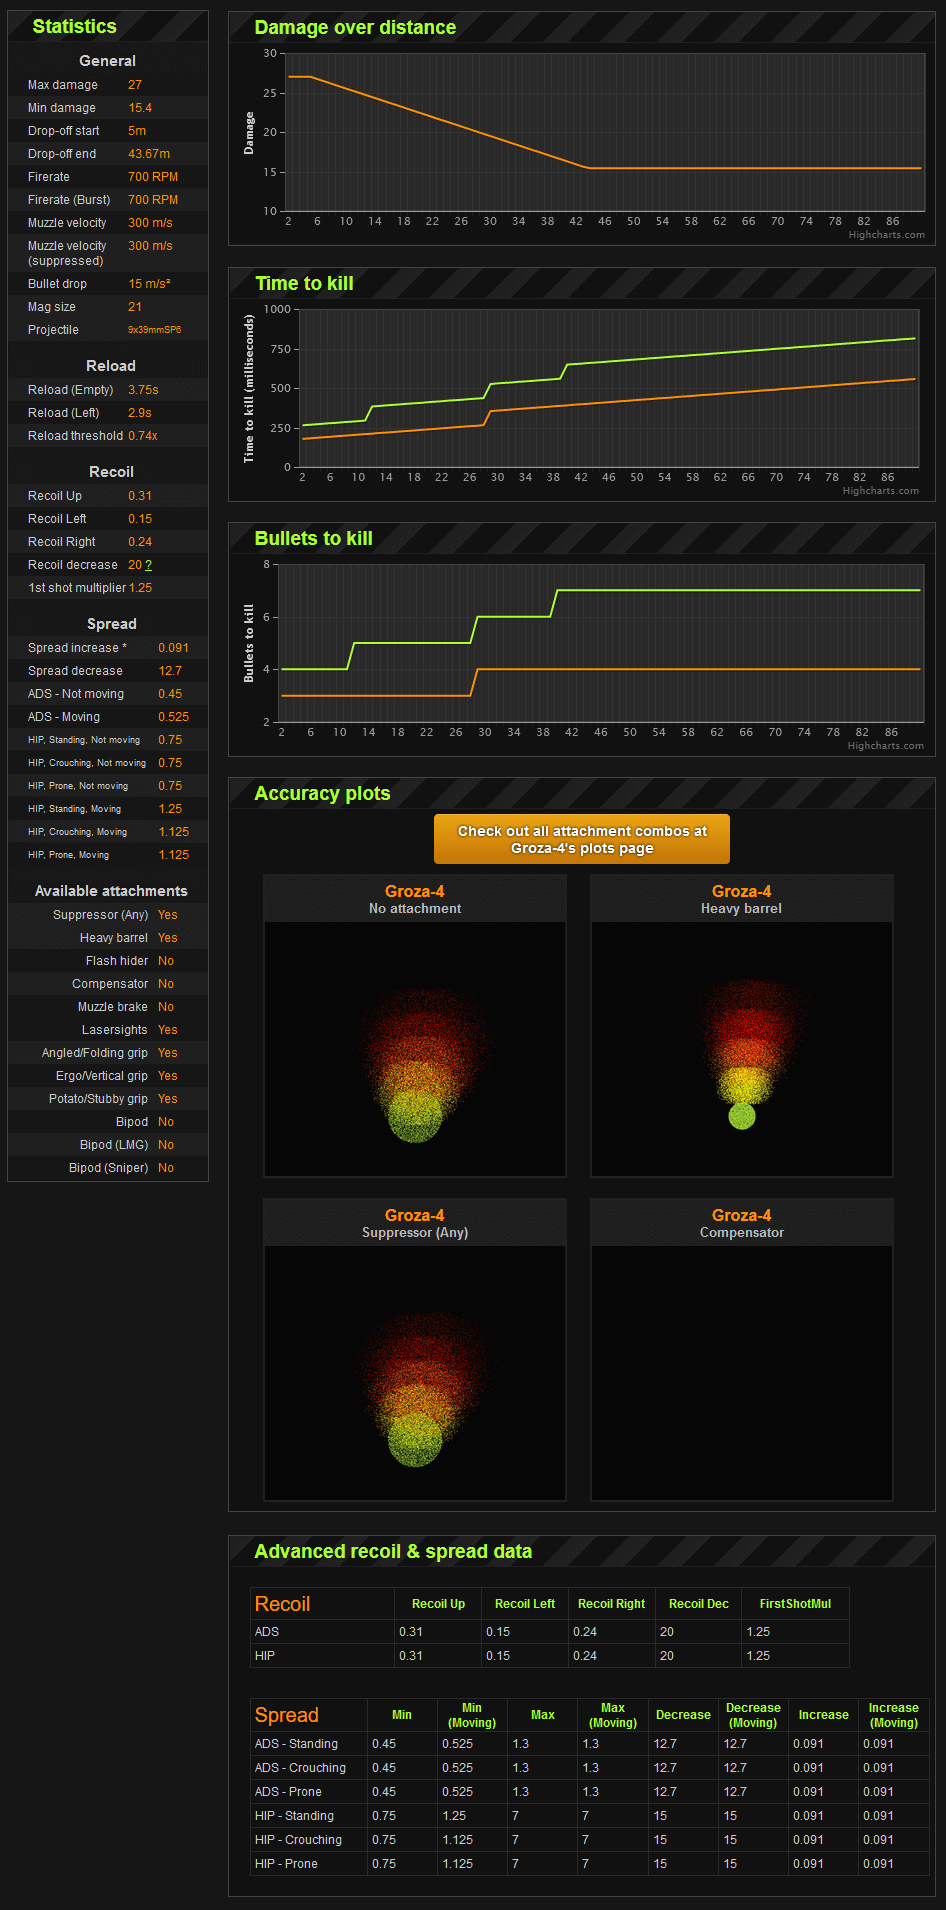 Statistics
General
Max damage 27
Min damage 15.4
Drop-off start 5m
Drop-off end 43.67m
Firerate 700 RPM
Firerate (Burst) 700 RPM
Muzzle velocity 300 m/s
Muzzle velocity 300 m/s
(suppressed)
Bullet drop 15 m/s²
Mag size 21
Projectile 9x39mmSP6
Reload
Reload (Empty) 3.75s
Reload (Left) 2.9s
Reload threshold 0.74x
Recoil
Recoil Up 0.31
Recoil Left 0.15
Recoil Right 0.24
Recoil decrease 20 ?
1st shot multiplier 1.25
Spread
Spread increase * 0.091
Spread decrease 12.7
ADS - Not moving 0.45
ADS - Moving 0.525
HIP, Standing, Not moving 0.75
HIP, Crouching, Not moving 0.75
HIP, Prone, Not moving 0.75
HIP, Standing, Moving 1.25
HIP, Crouching, Moving 1.125
HIP, Prone, Moving 1.125
Available attachments
Suppressor (Any) Yes
Heavy barrel Yes
Flash hider No
Compensator No
Muzzle brake No
Lasersights Yes
Angled/Folding grip Yes
Ergo/Vertical grip Yes
Potato/Stubby grip Yes
Bipod No
Bipod (LMG) No
Bipod (Sniper) No
Damage over distance
Damage
30
25
20
15
10
2 6 10 14 18 22 26 30 34 38 42 46 50 54 58 62 66 70 74 78 82 86
Highcharts.com
Time to kill
Time to kill (milliseconds)
1000
750
500
250
0
2 6 10 14 18 22 26 30 34 38 42 46 50 54 58 62 66 70 74 78 82 86
Highcharts.com
Bullets to kill
Bullets to kill
8
6
4
2
2 6 10 14 18 22 26 30 34 38 42 46 50 54 58 62 66 70 74 78 82 86
Highcharts.com
Accuracy plots
Check out all attachment combos at
Groza-4's plots page
Groza-4
No attachment
Groza-4
Heavy barrel
Groza-4
Suppressor (Any)
Groza-4
Compensator
Advanced recoil & spread data
Recoil Recoil Up Recoil Left Recoil Right Recoil Dec FirstShotMul
ADS 0.31 0.15 0.24 20 1.25
HIP 0.31 0.15 0.24 20 1.25
Spread Min Min (Moving) Max Max (Moving) Decrease Decrease (Moving) Increase Increase (Moving)
ADS - Standing 0.45 0.525 1.3 1.3 12.7 12.7 0.091 0.091
ADS - Crouching 0.45 0.525 1.3 1.3 12.7 12.7 0.091 0.091
ADS - Prone 0.45 0.525 1.3 1.3 12.7 12.7 0.091 0.091
HIP - Standing 0.75 1.25 7 7 15 15 0.091 0.091
HIP - Crouching 0.75 1.125 7 7 15 15 0.091 0.091
HIP - Prone 0.75 1.125 7 7 15 15 0.091 0.091